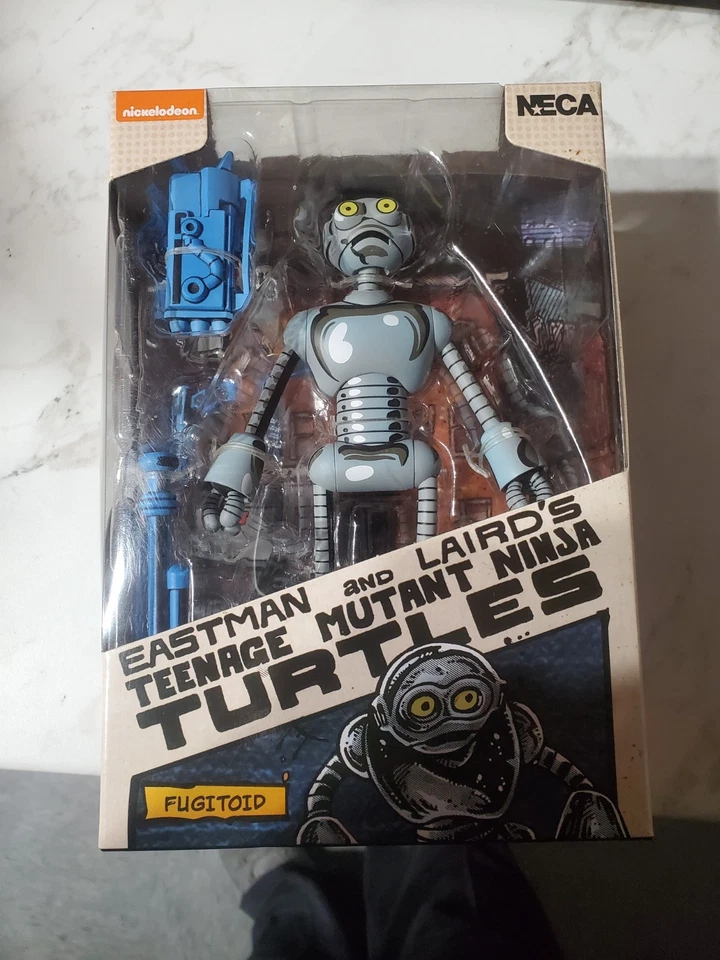 nickelodeon
NECA
EASTMAN AND LAIRD'S
TEENAGE MUTANT NINJA
TURTLES
FUGITOID